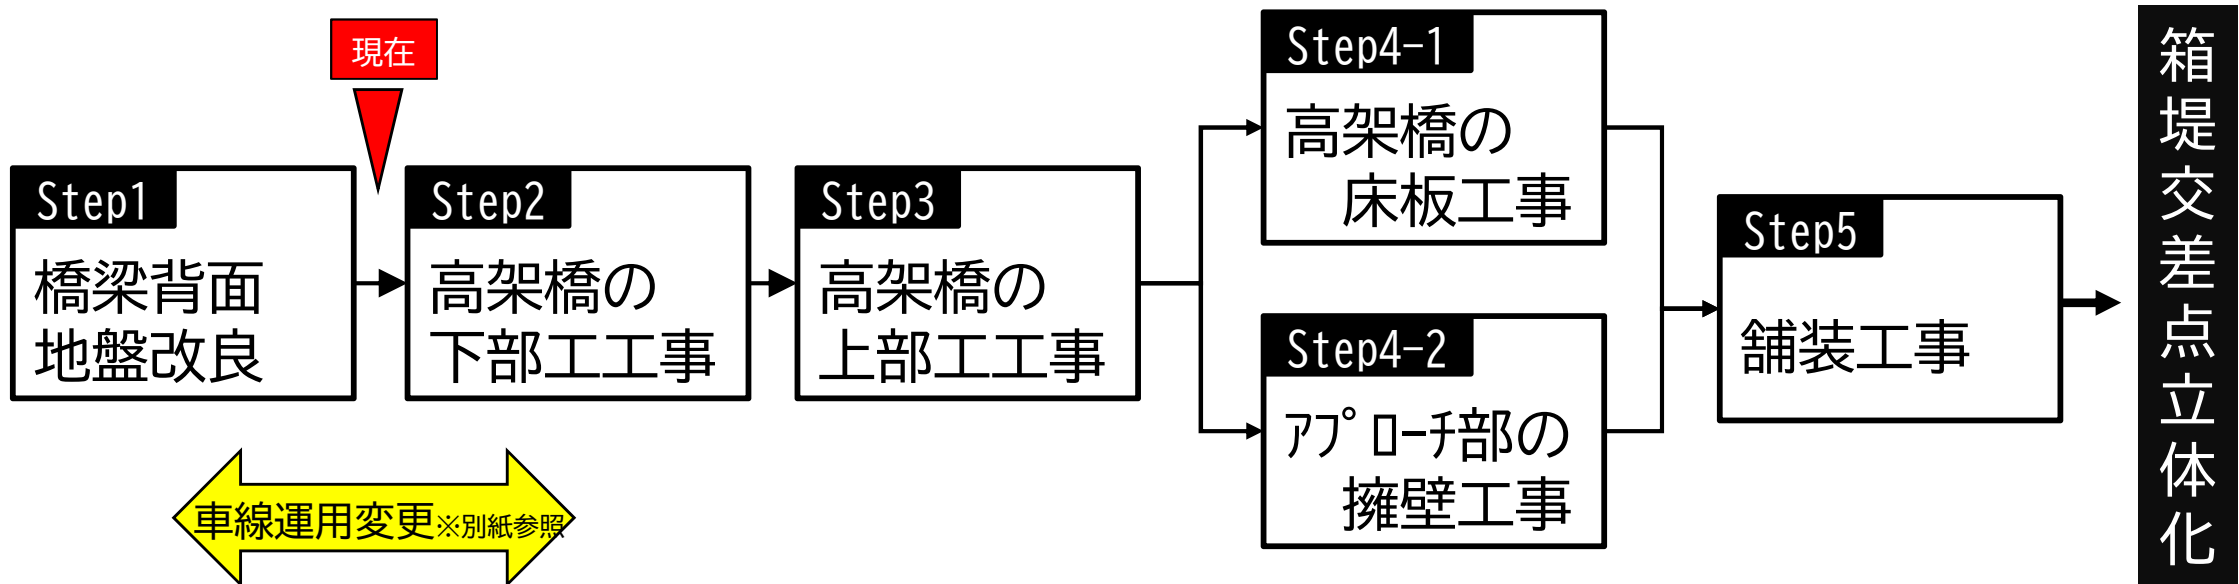 現在
Step1
橋梁背面
地盤改良
Step2
高架橋の
下部工工事
Step3
高架橋の
上部工工事
Step4-1
高架橋の
床板工事
Step4-2
ｱﾌﾟﾛｰﾁ部の
擁壁工事
Step5
舗装工事
箱堤交差点立体化
車線運用変更※別紙参照